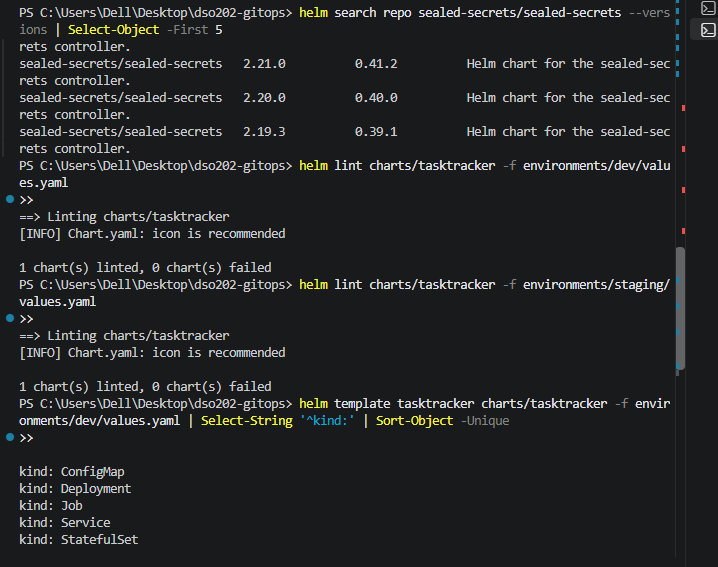 PS C:\Users\Dell\Desktop\dso202-gitops> helm search repo sealed-secrets/sealed-secrets --vers
ions | Select-Object -First 5
rets controller.
sealed-secrets/sealed-secrets   2.21.0          0.41.2          Helm chart for the sealed-sec
rets controller.
sealed-secrets/sealed-secrets   2.20.0          0.40.0          Helm chart for the sealed-sec
rets controller.
sealed-secrets/sealed-secrets   2.19.3          0.39.1          Helm chart for the sealed-sec
rets controller.
PS C:\Users\Dell\Desktop\dso202-gitops> helm lint charts/tasktracker -f environments/dev/valu
es.yaml
>>
==> Linting charts/tasktracker
[INFO] Chart.yaml: icon is recommended

1 chart(s) linted, 0 chart(s) failed
PS C:\Users\Dell\Desktop\dso202-gitops> helm lint charts/tasktracker -f environments/staging/
values.yaml
>>
==> Linting charts/tasktracker
[INFO] Chart.yaml: icon is recommended

1 chart(s) linted, 0 chart(s) failed
PS C:\Users\Dell\Desktop\dso202-gitops> helm template tasktracker charts/tasktracker -f envir
onments/dev/values.yaml | Select-String '^kind:' | Sort-Object -Unique
>>

kind: ConfigMap
kind: Deployment
kind: Job
kind: Service
kind: StatefulSet